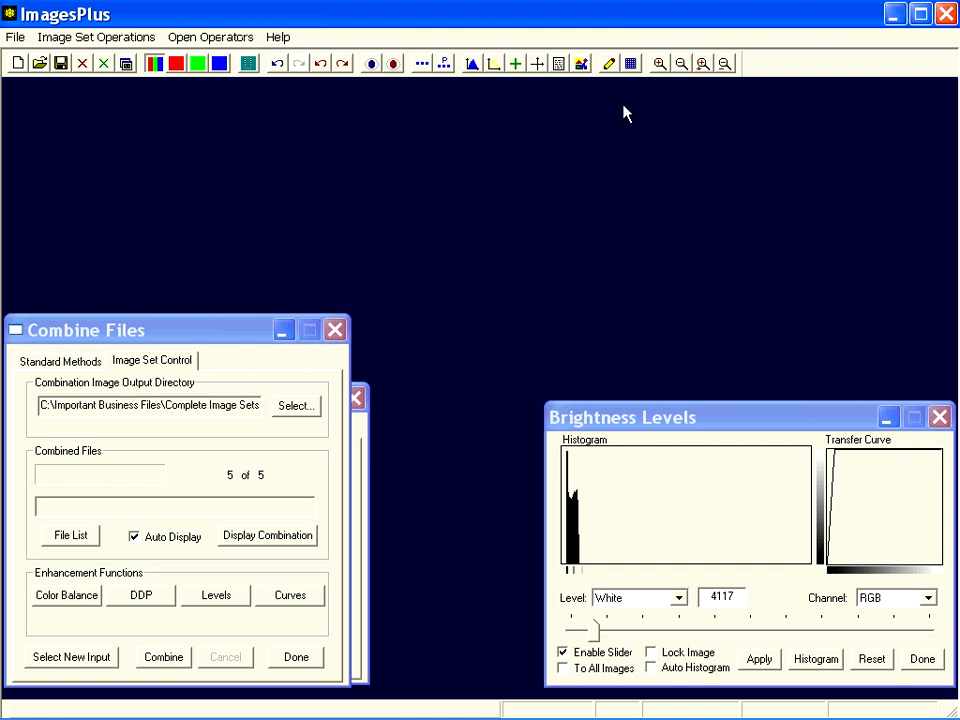 ImagesPlus
File Image Set Operations Open Operators Help
P
Combine Files
Standard Methods Image Set Control
Combination Image Output Directory
C:\Important Business Files\Complete Image Sets Select...
Combined Files
5 of 5
File List Auto Display Display Combination
Enhancement Functions
Color Balance DDP Levels Curves
Select New Input Combine Cancel Done
Brightness Levels
Histogram Transfer Curve
Level: White 4117 Channel: RGB
Enable Slider Lock Image
To All Images Auto Histogram
Apply Histogram Reset Done